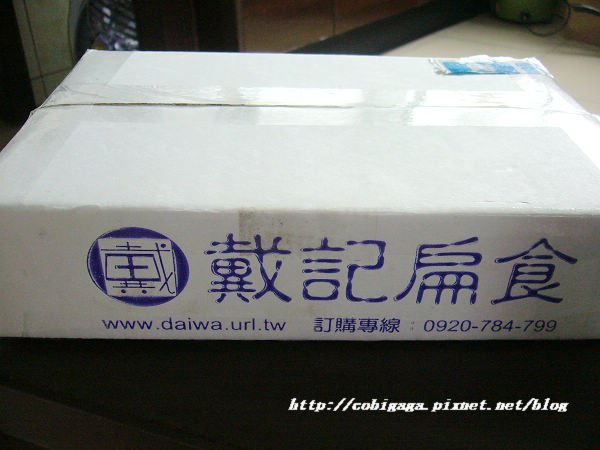 戴 戴記扁食
www.daiwa.url.tw 訂購專線：0920-784-799
http://cobigaga.pixnet.net/blog